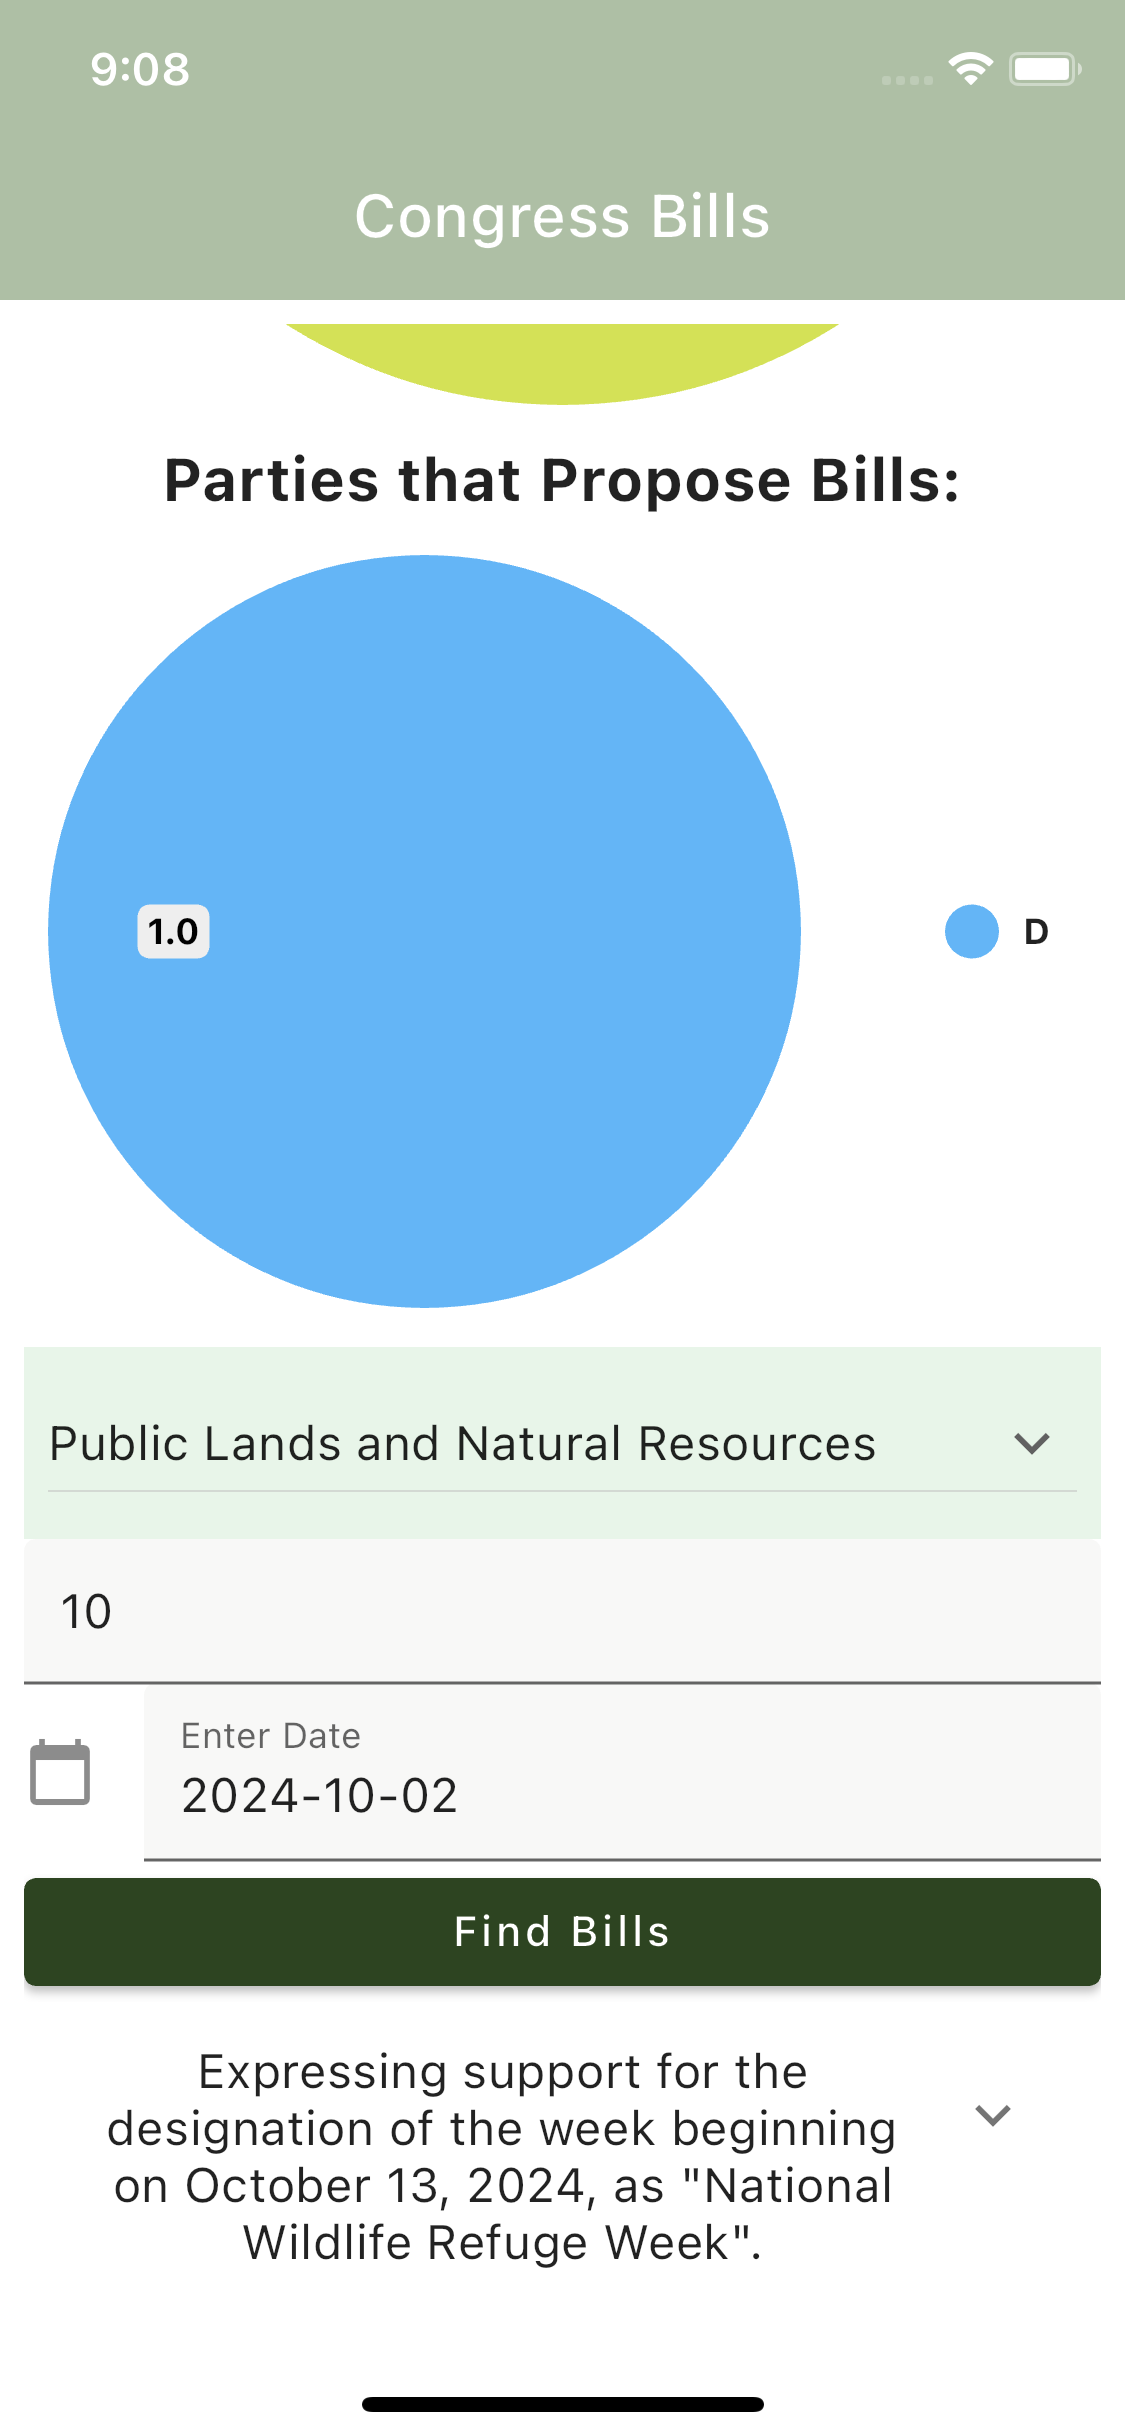 9:08
Congress Bills
Parties that Propose Bills:
1.0
D
Public Lands and Natural Resources
10
Enter Date
2024-10-02
Find Bills
Expressing support for the
designation of the week beginning
on October 13, 2024, as "National
Wildlife Refuge Week".